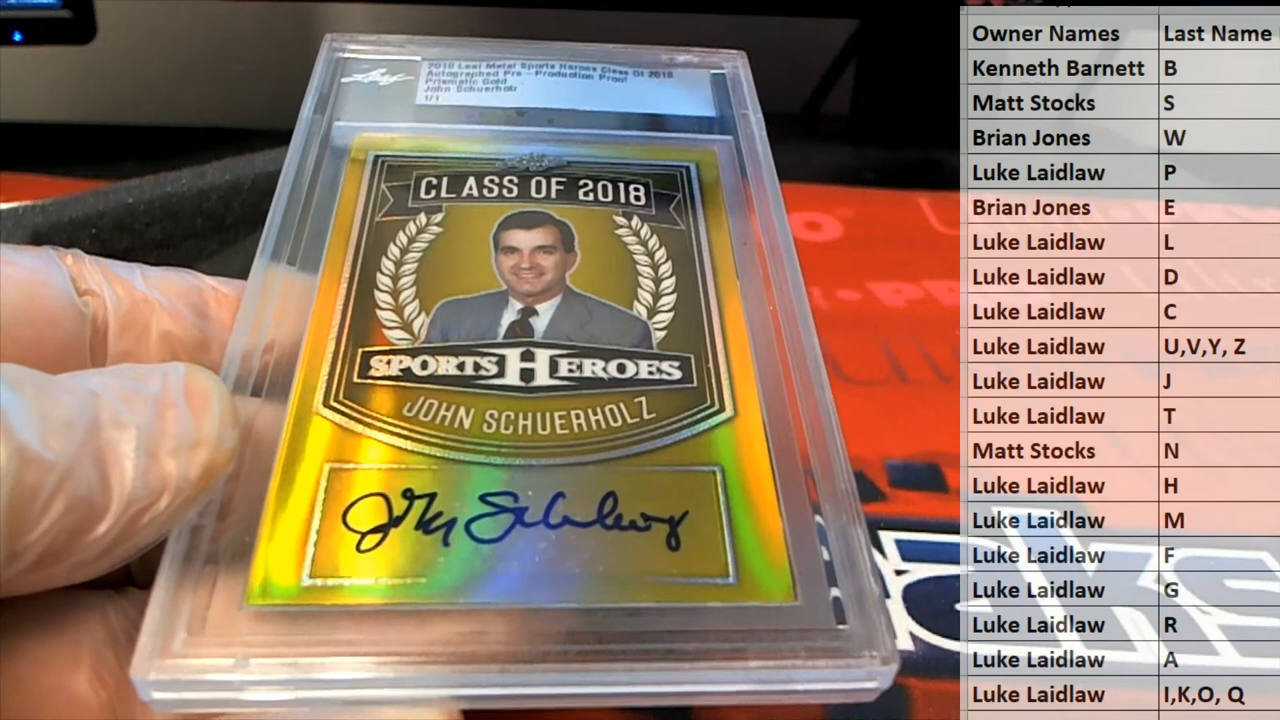 Leaf
2018 Leaf Metal Sports Heroes Class Of 2018
Autographed Pre - Production Proof
Prismatic Gold
John Schuerholz
1/1
CLASS OF 2018
SPORTS HEROES
JOHN SCHUERHOLZ
Owner Names Last Name
Kenneth Barnett B
Matt Stocks S
Brian Jones W
Luke Laidlaw P
Brian Jones E
Luke Laidlaw L
Luke Laidlaw D
Luke Laidlaw C
Luke Laidlaw U,V,Y, Z
Luke Laidlaw J
Luke Laidlaw T
Matt Stocks N
Luke Laidlaw H
Luke Laidlaw M
Luke Laidlaw F
Luke Laidlaw G
Luke Laidlaw R
Luke Laidlaw A
Luke Laidlaw I,K,O, Q